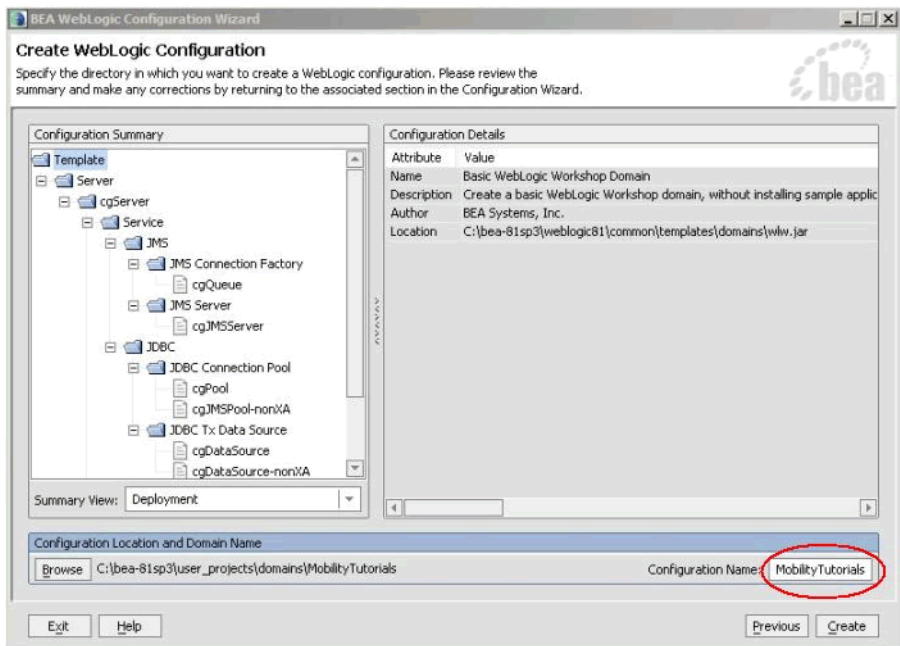 BEA WebLogic Configuration Wizard
Create WebLogic Configuration
Specify the directory in which you want to create a WebLogic configuration. Please review the
summary and make any corrections by returning to the associated section in the Configuration Wizard.
bea
Configuration Summary
Template
Server
cgServer
Service
JMS
JMS Connection Factory
cgQueue
JMS Server
cgJMSServer
JDBC
JDBC Connection Pool
cgPool
cgJMSPool-nonXA
JDBC Tx Data Source
cgDataSource
cgDataSource-nonXA
Summary View: Deployment
Configuration Details
Attribute Value
Name Basic WebLogic Workshop Domain
Description Create a basic WebLogic Workshop domain, without installing sample applic
Author BEA Systems, Inc.
Location C:\bea-81sp3\weblogic81\common\templates\domains\wlw.jar
Configuration Location and Domain Name
Browse C:\bea-81sp3\user_projects\domains\MobilityTutorials Configuration Name: MobilityTutorials
Exit Help Previous Create